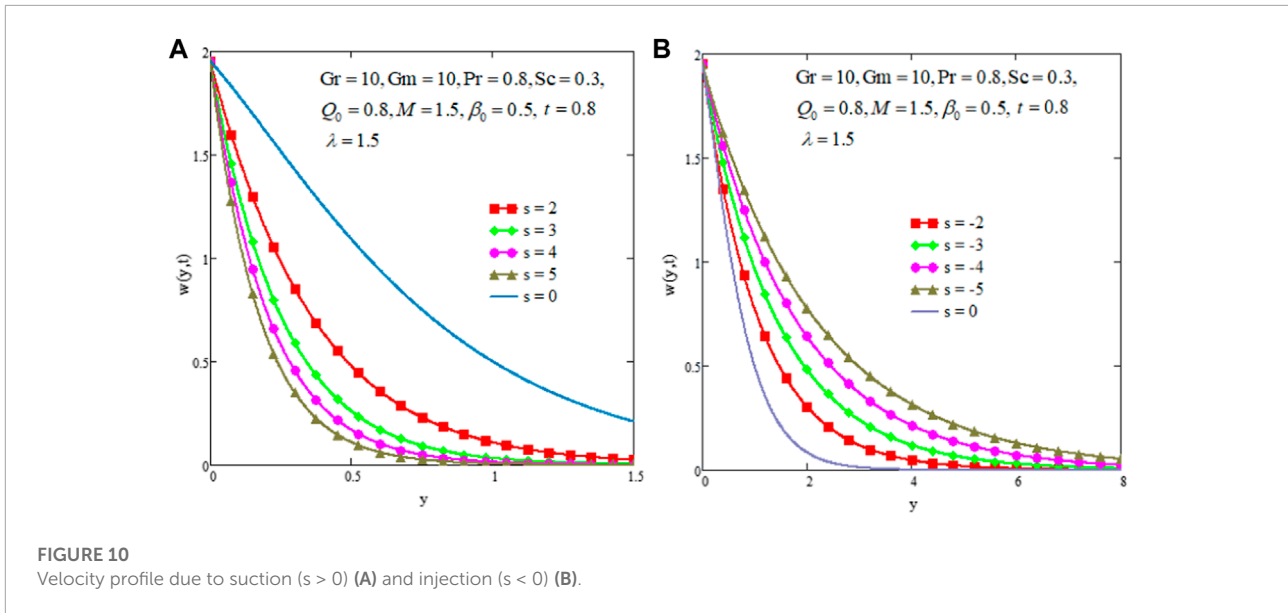 A
2
1.5
1
0.5
0
w(y,t)
Gr = 10, Gm = 10, Pr = 0.8, Sc = 0.3,
Q₀ = 0.8, M = 1.5, β₀ = 0.5, t = 0.8
λ = 1.5
s = 2
s = 3
s = 4
s = 5
s = 0
0 0.5 1 1.5
y
B
2
1.5
1
0.5
0
w(y,t)
Gr = 10, Gm = 10, Pr = 0.8, Sc = 0.3,
Q₀ = 0.8, M = 1.5, β₀ = 0.5, t = 0.8
λ = 1.5
s = -2
s = -3
s = -4
s = -5
s = 0
0 2 4 6 8
y
FIGURE 10
Velocity profile due to suction (s > 0) (A) and injection (s < 0) (B).